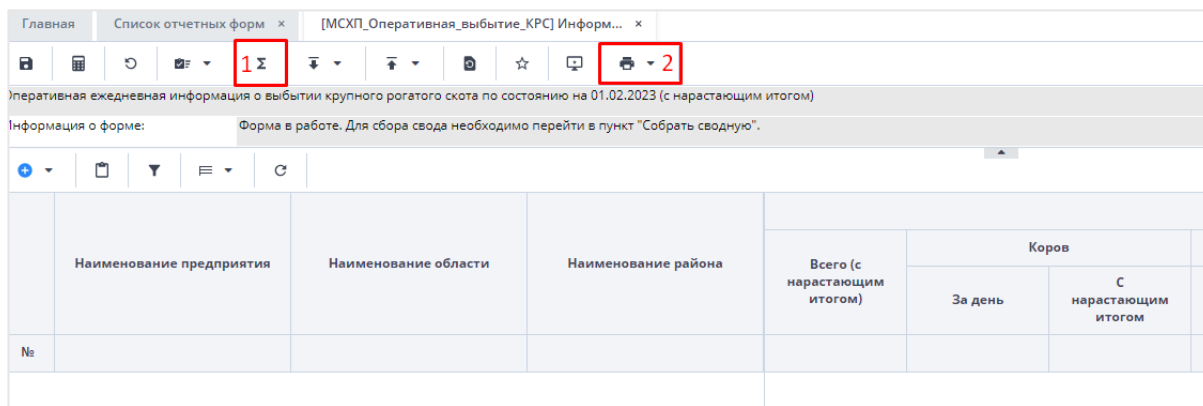 Главная
Список отчетных форм ×
[МСХП_Оперативная_выбытие_КРС] Информ... ×
1 Σ
2
Оперативная ежедневная информация о выбытии крупного рогатого скота по состоянию на 01.02.2023 (с нарастающим итогом)
Информация о форме:
Форма в работе. Для сбора свода необходимо перейти в пункт "Собрать сводную".
Наименование предприятия
Наименование области
Наименование района
Всего (с
нарастающим
итогом)
Коров
За день
С
нарастающим
итогом
№